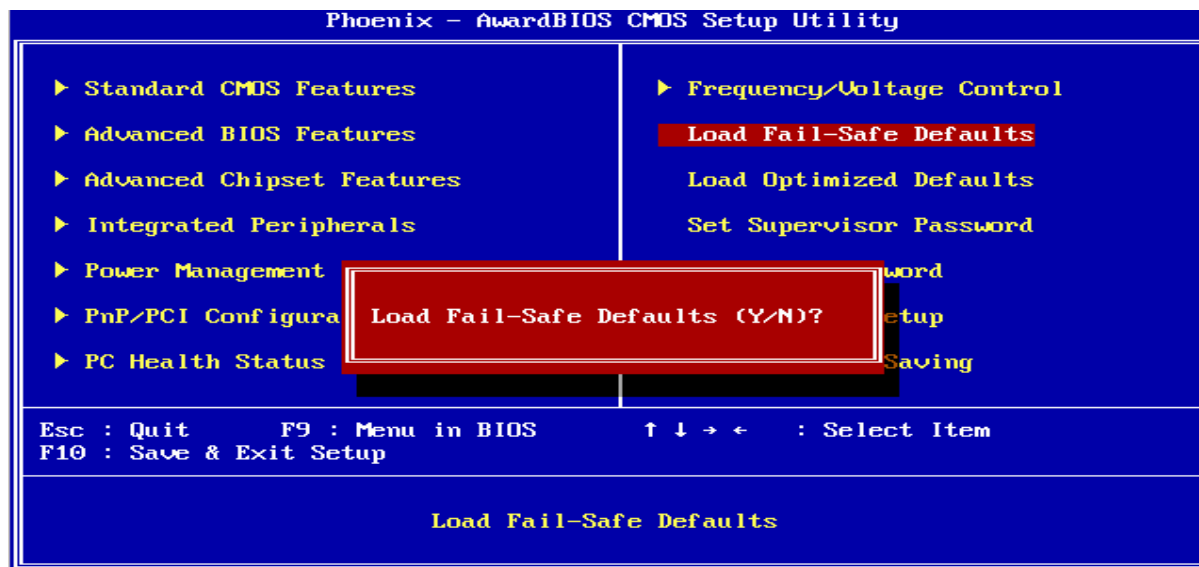 Phoenix - AwardBIOS CMOS Setup Utility
▶ Standard CMOS Features
▶ Advanced BIOS Features
▶ Advanced Chipset Features
▶ Integrated Peripherals
▶ Power Management
▶ PnP/PCI Configura
▶ PC Health Status
▶ Frequency/Voltage Control
Load Fail-Safe Defaults
Load Optimized Defaults
Set Supervisor Password
word
etup
Saving
Load Fail-Safe Defaults (Y/N)?
Esc : Quit F9 : Menu in BIOS ↑ ↓ → ← : Select Item
F10 : Save & Exit Setup
Load Fail-Safe Defaults